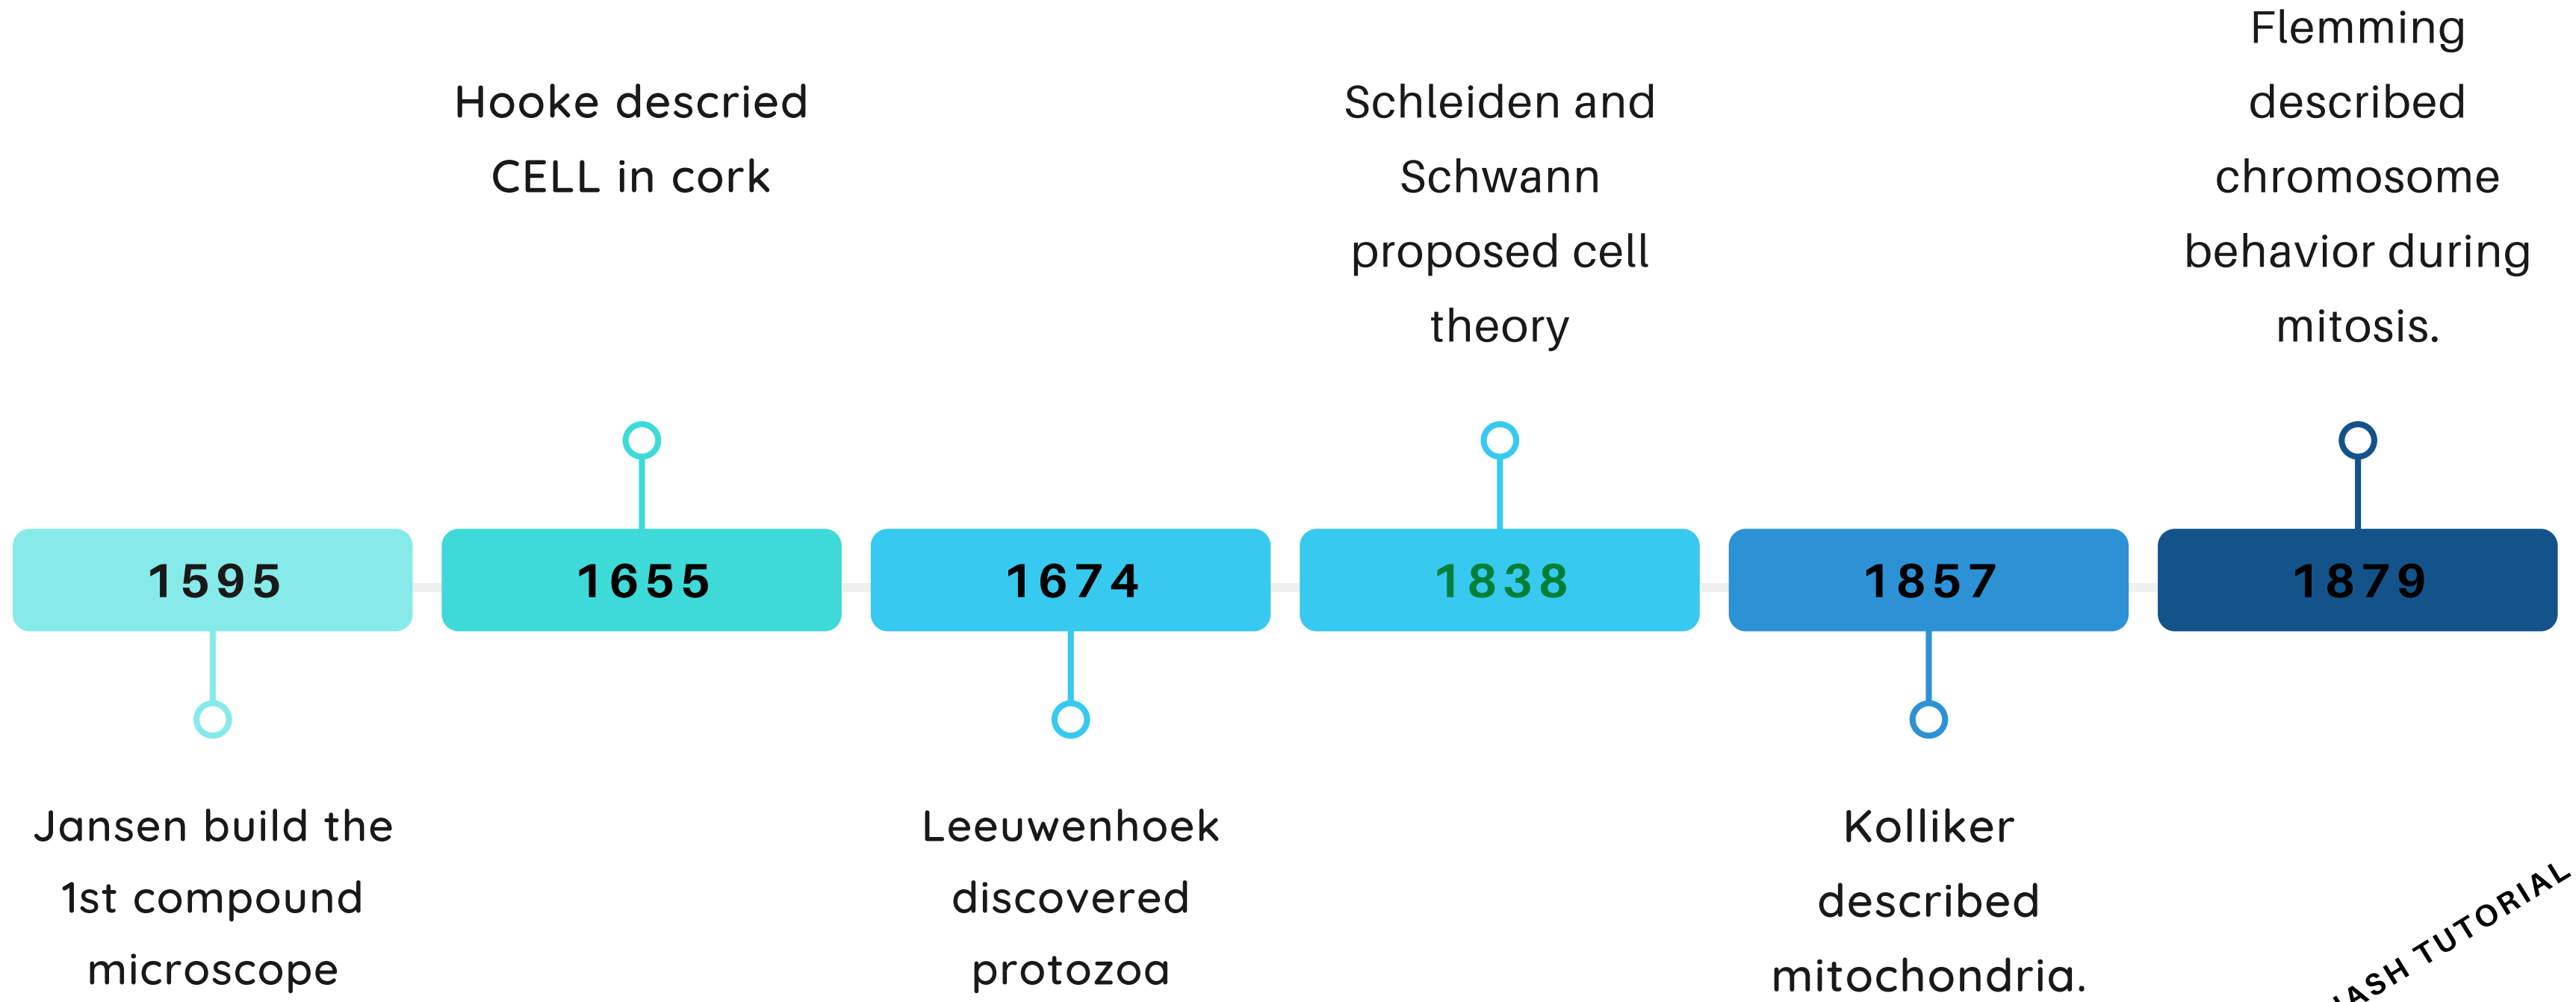 Flemming
described
chromosome
behavior during
mitosis.
Hooke descried
CELL in cork
Schleiden and
Schwann
proposed cell
theory
1595
1655
1674
1838
1857
1879
Jansen build the
1st compound
microscope
Leeuwenhoek
discovered
protozoa
Kolliker
described
mitochondria.
TUTORIAL